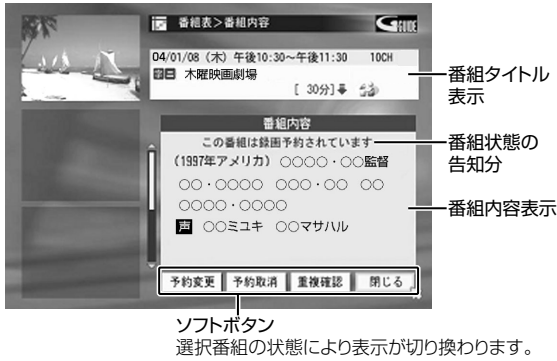 番組表>番組内容
GGUIDE
04/01/08（木）午後10:30～午後11:30 10CH
木曜映画劇場
[ 30分]
番組タイトル
表示
番組内容
この番組は録画予約されています
番組状態の
告知分
（1997年アメリカ）○○○○・○○監督
○○・○○○○ ○○○・○○ ○○
○○○○・○○○○
番組内容表示
声 ○○ミユキ ○○マサハル
予約変更 予約取消 重複確認 閉じる
ソフトボタン
選択番組の状態により表示が切り換わります。